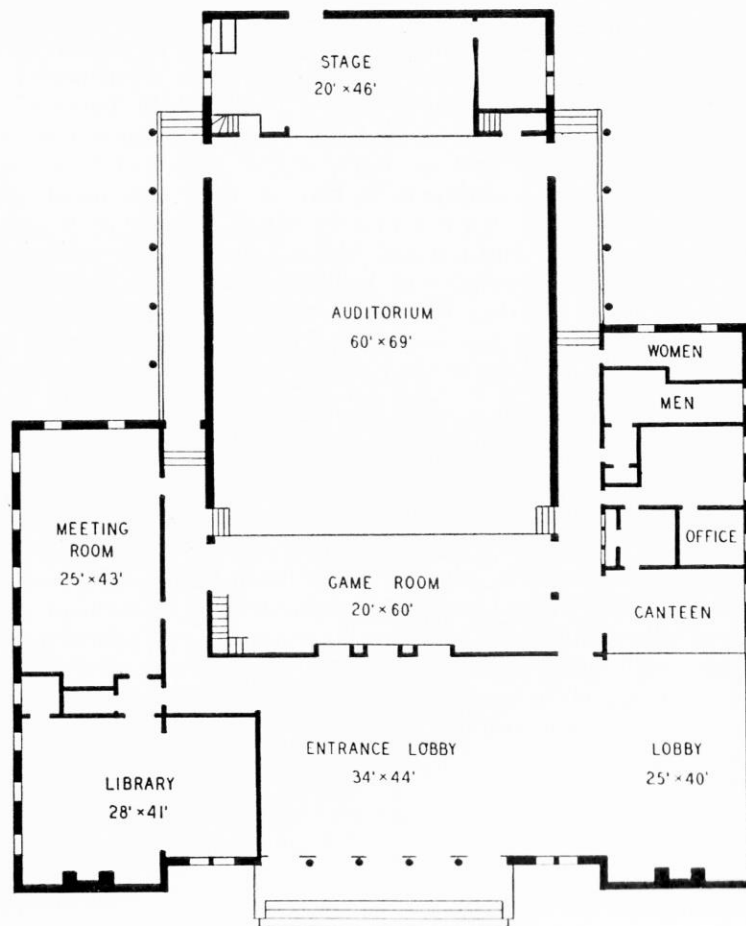 STAGE
20' × 46'
AUDITORIUM
60' × 69'
WOMEN
MEN
MEETING
ROOM
25' × 43'
OFFICE
GAME ROOM
20' × 60'
CANTEEN
ENTRANCE LOBBY
34' × 44'
LOBBY
25' × 40'
LIBRARY
28' × 41'